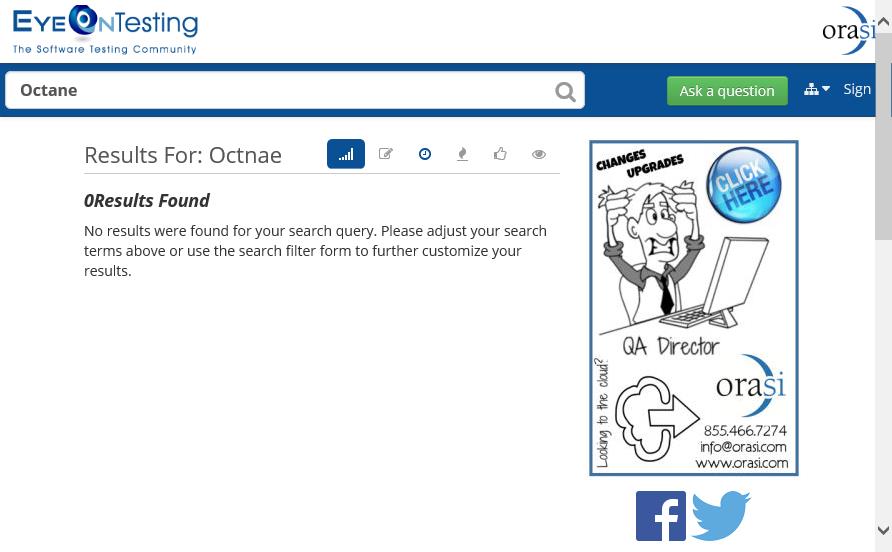 EYEONTESTING
The Software Testing Community
orasi
Octane
Ask a question
Sign
Results For: Octnae
0Results Found
No results were found for your search query. Please adjust your search
terms above or use the search filter form to further customize your
results.
CHANGES
UPGRADES
CLICK
HERE
QA Director
Looking to the cloud?
orasi
855.466.7274
info@orasi.com
www.orasi.com